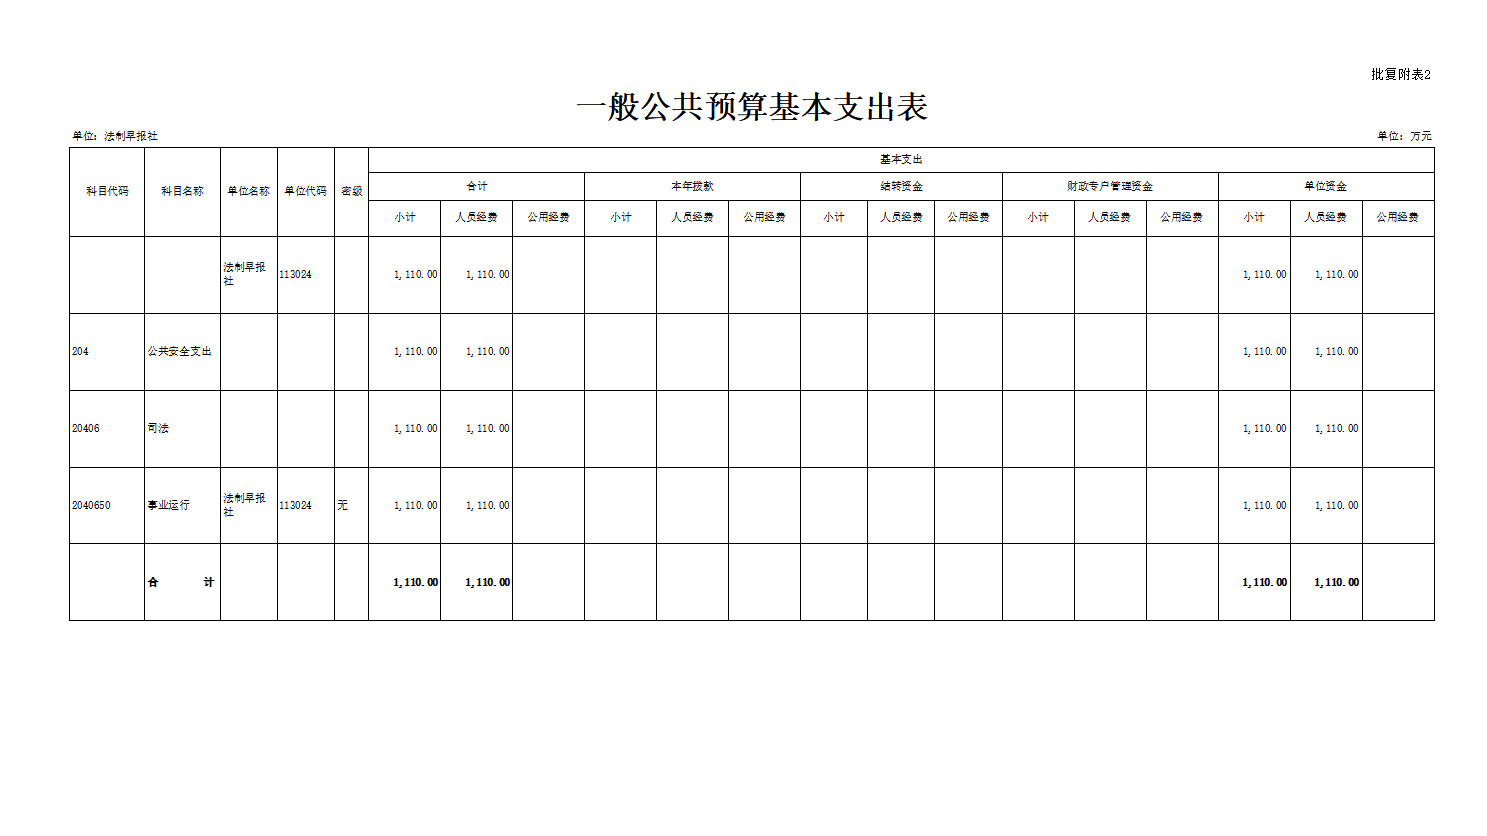 批复附表2
一般公共预算基本支出表
单位：法制早报社 单位：万元
科目代码 科目名称 单位名称 单位代码 密级 基本支出
合计 本年拨款 结转资金 财政专户管理资金 单位资金
小计 人员经费 公用经费 小计 人员经费 公用经费 小计 人员经费 公用经费 小计 人员经费 公用经费 小计 人员经费 公用经费
法制早报社 113024 1,110.00 1,110.00 1,110.00 1,110.00
204 公共安全支出 1,110.00 1,110.00 1,110.00 1,110.00
20406 司法 1,110.00 1,110.00 1,110.00 1,110.00
2040650 事业运行 法制早报社 113024 无 1,110.00 1,110.00 1,110.00 1,110.00
合计 1,110.00 1,110.00 1,110.00 1,110.00